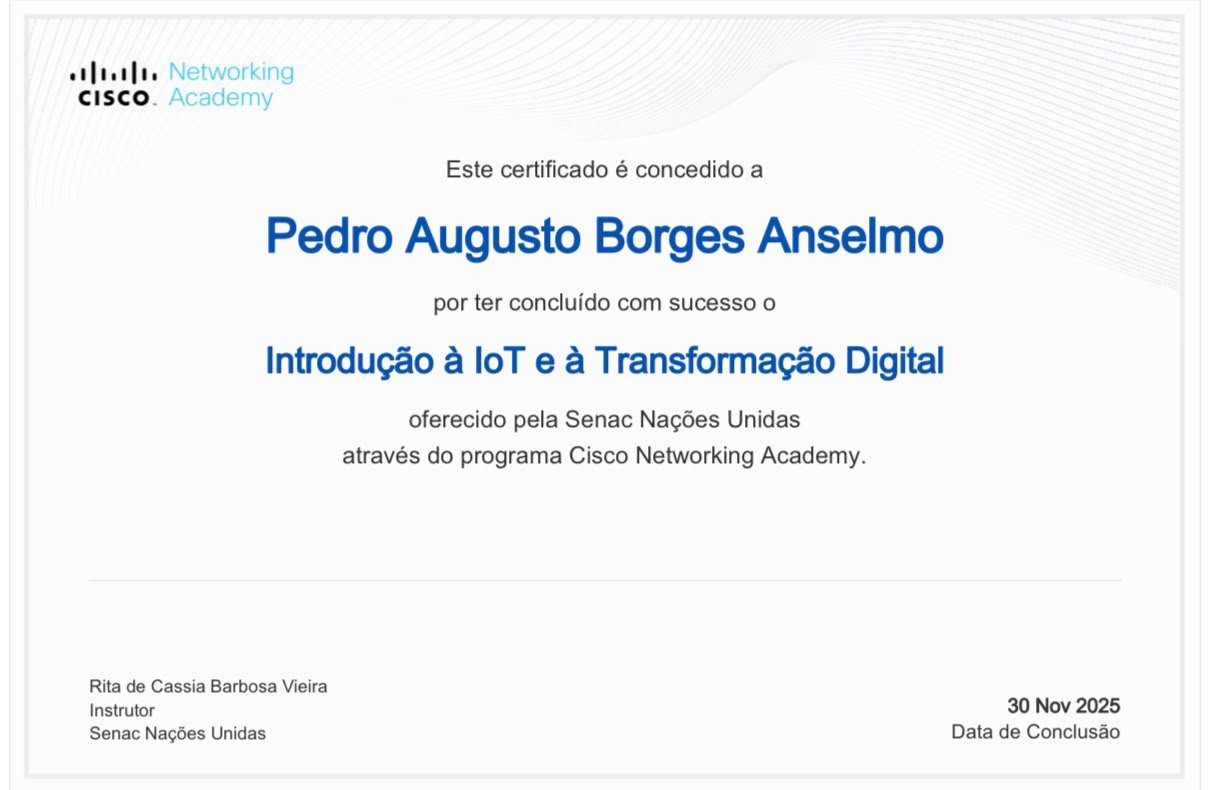 CISCO Networking Academy
Este certificado é concedido a
Pedro Augusto Borges Anselmo
por ter concluído com sucesso o
Introdução à IoT e à Transformação Digital
oferecido pela Senac Nações Unidas
através do programa Cisco Networking Academy.
Rita de Cassia Barbosa Vieira
Instrutor
Senac Nações Unidas
30 Nov 2025
Data de Conclusão